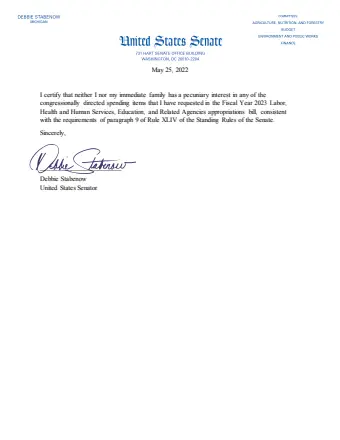 DEBBIE STABENOW
MICHIGAN
COMMITTEES:
AGRICULTURE, NUTRITION, AND FORESTRY
BUDGET
ENVIRONMENT AND PUBLIC WORKS
FINANCE
United States Senate
731 HART SENATE OFFICE BUILDING
WASHINGTON, DC 20510-2204
May 25, 2022
I certify that neither I nor my immediate family has a pecuniary interest in any of the
congressionally directed spending items that I have requested in the Fiscal Year 2023 Labor,
Health and Human Services, Education, and Related Agencies appropriations bill, consistent
with the requirements of paragraph 9 of Rule XLIV of the Standing Rules of the Senate.
Sincerely,
Debbie Stabenow
Debbie Stabenow
United States Senator